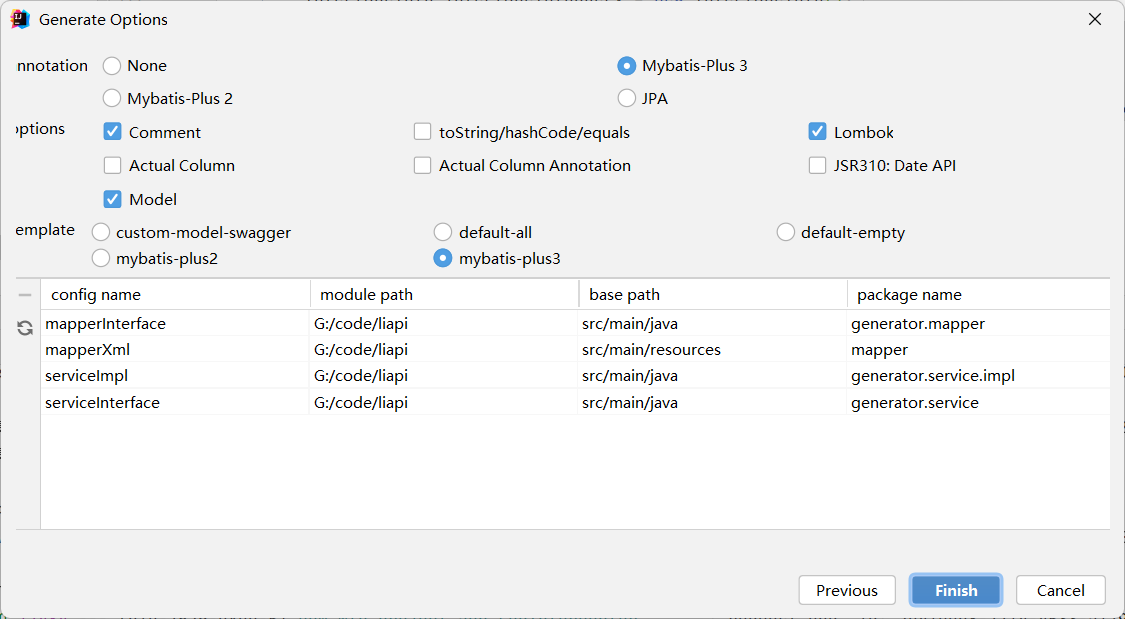 Generate Options
nnotation None Mybatis-Plus 3
Mybatis-Plus 2 JPA
ptions Comment toString/hashCode/equals Lombok
Actual Column Actual Column Annotation JSR310: Date API
Model
emplate custom-model-swagger default-all default-empty
mybatis-plus2 mybatis-plus3
config name module path base path package name
mapperInterface G:/code/liapi src/main/java generator.mapper
mapperXml G:/code/liapi src/main/resources mapper
serviceImpl G:/code/liapi src/main/java generator.service.impl
serviceInterface G:/code/liapi src/main/java generator.service
Previous Finish Cancel